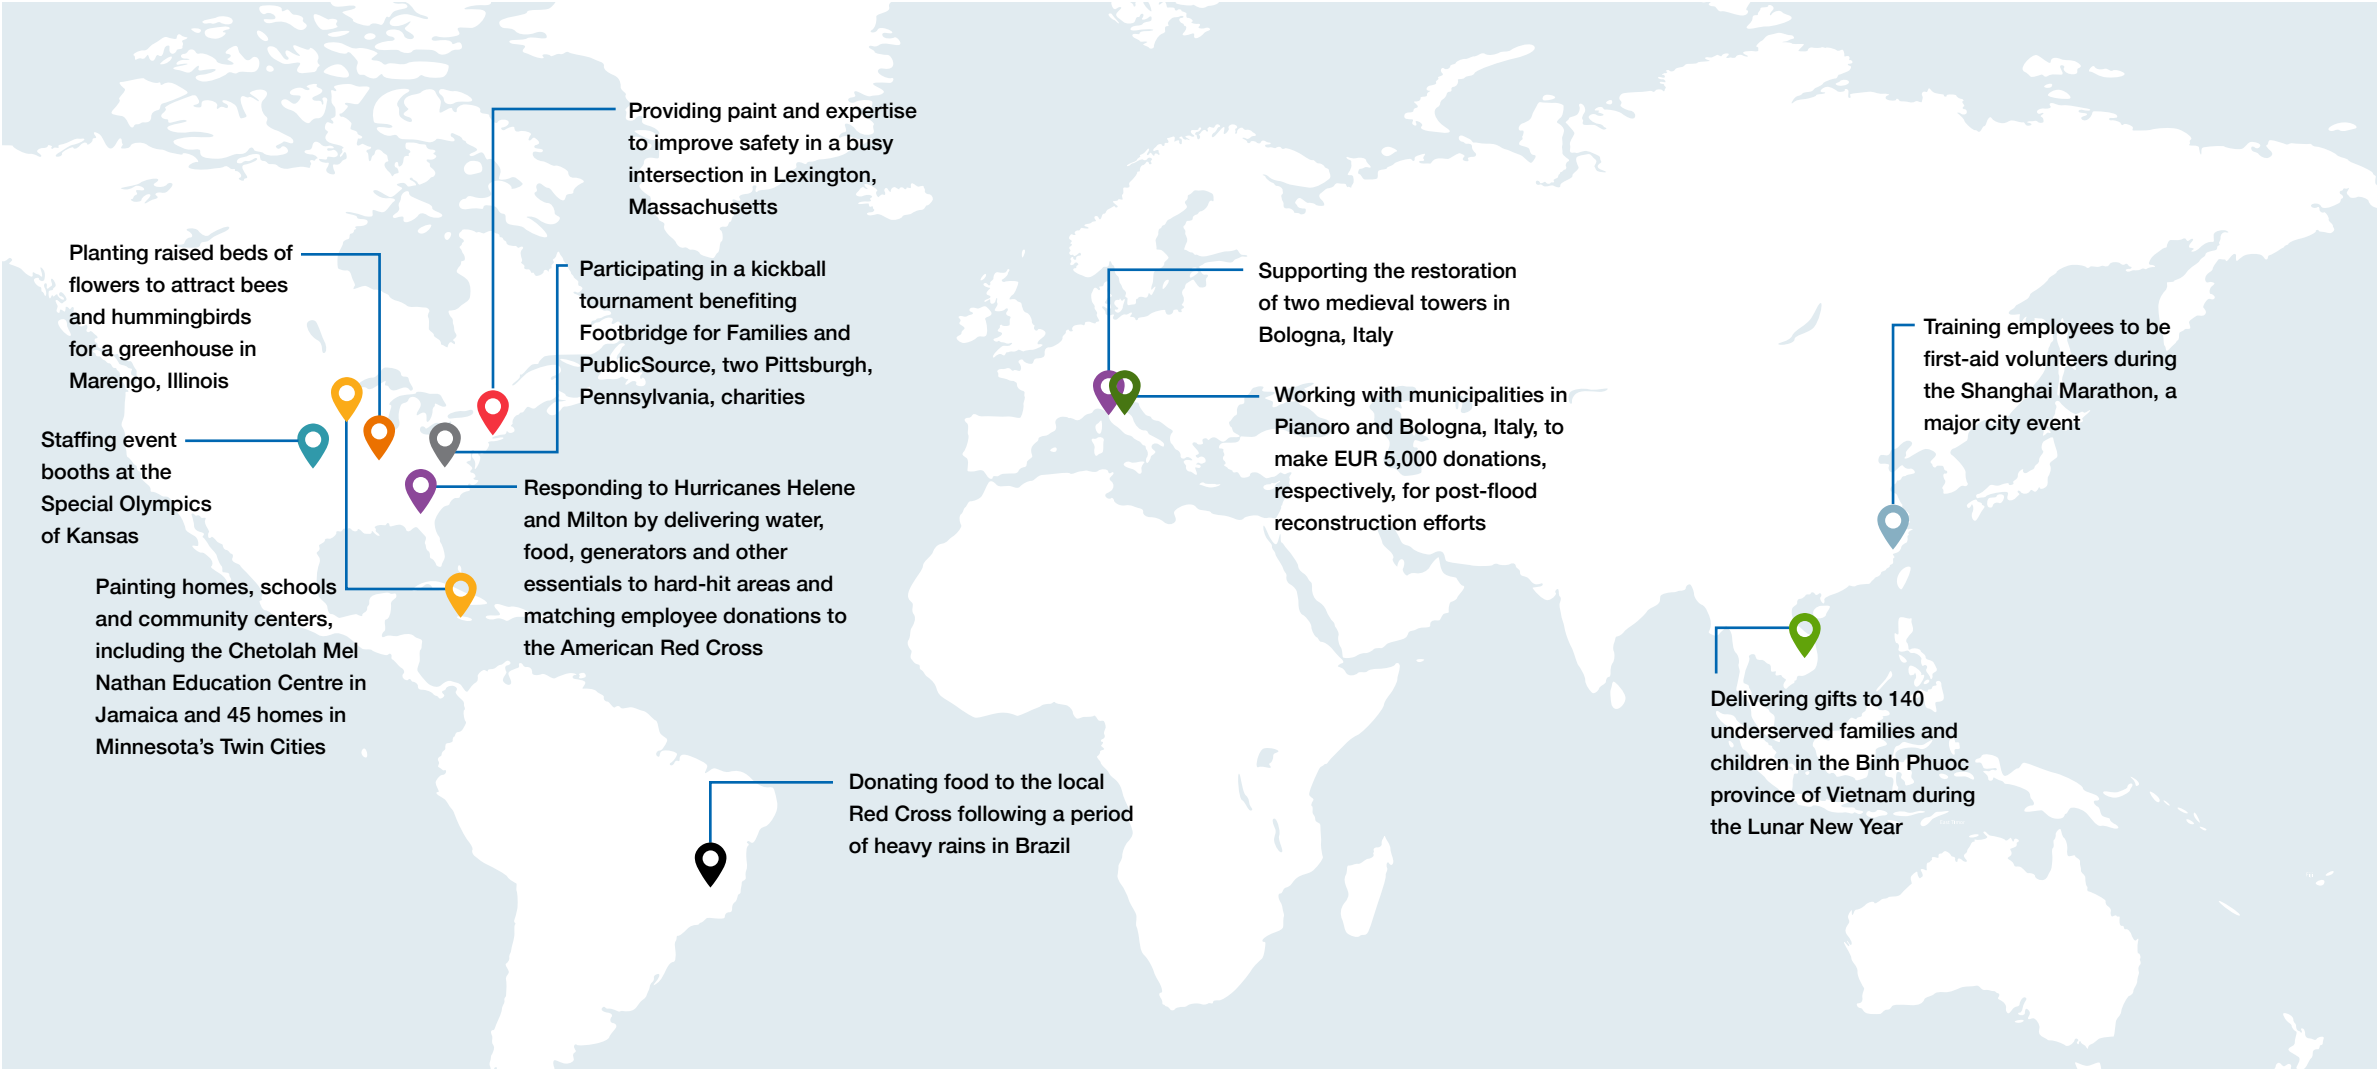 Providing paint and expertise
to improve safety in a busy
intersection in Lexington,
Massachusetts
Planting raised beds of
flowers to attract bees
and hummingbirds
for a greenhouse in
Marengo, Illinois
Participating in a kickball
tournament benefiting
Footbridge for Families and
PublicSource, two Pittsburgh,
Pennsylvania, charities
Staffing event
booths at the
Special Olympics
of Kansas
Responding to Hurricanes Helene
and Milton by delivering water,
food, generators and other
essentials to hard-hit areas and
matching employee donations to
the American Red Cross
Painting homes, schools
and community centers,
including the Chetolah Mel
Nathan Education Centre in
Jamaica and 45 homes in
Minnesota’s Twin Cities
Donating food to the local
Red Cross following a period
of heavy rains in Brazil
Supporting the restoration
of two medieval towers in
Bologna, Italy
Working with municipalities in
Pianoro and Bologna, Italy, to
make EUR 5,000 donations,
respectively, for post-flood
reconstruction efforts
Training employees to be
first-aid volunteers during
the Shanghai Marathon, a
major city event
Delivering gifts to 140
underserved families and
children in the Binh Phuoc
province of Vietnam during
the Lunar New Year